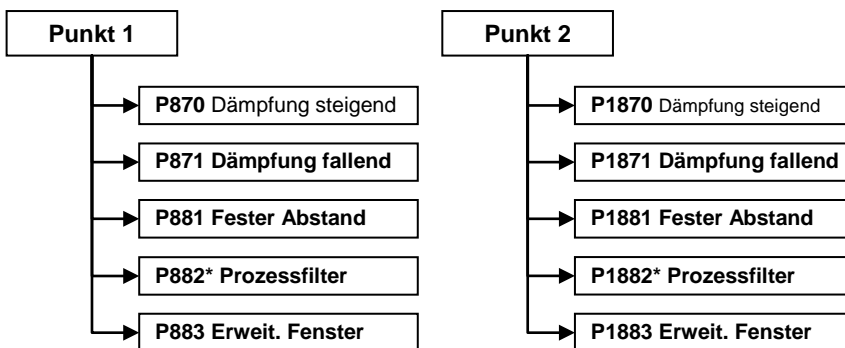 Punkt 1
P870 Dämpfung steigend
P871 Dämpfung fallend
P881 Fester Abstand
P882* Prozessfilter
P883 Erweit. Fenster
Punkt 2
P1870 Dämpfung steigend
P1871 Dämpfung fallend
P1881 Fester Abstand
P1882* Prozessfilter
P1883 Erweit. Fenster